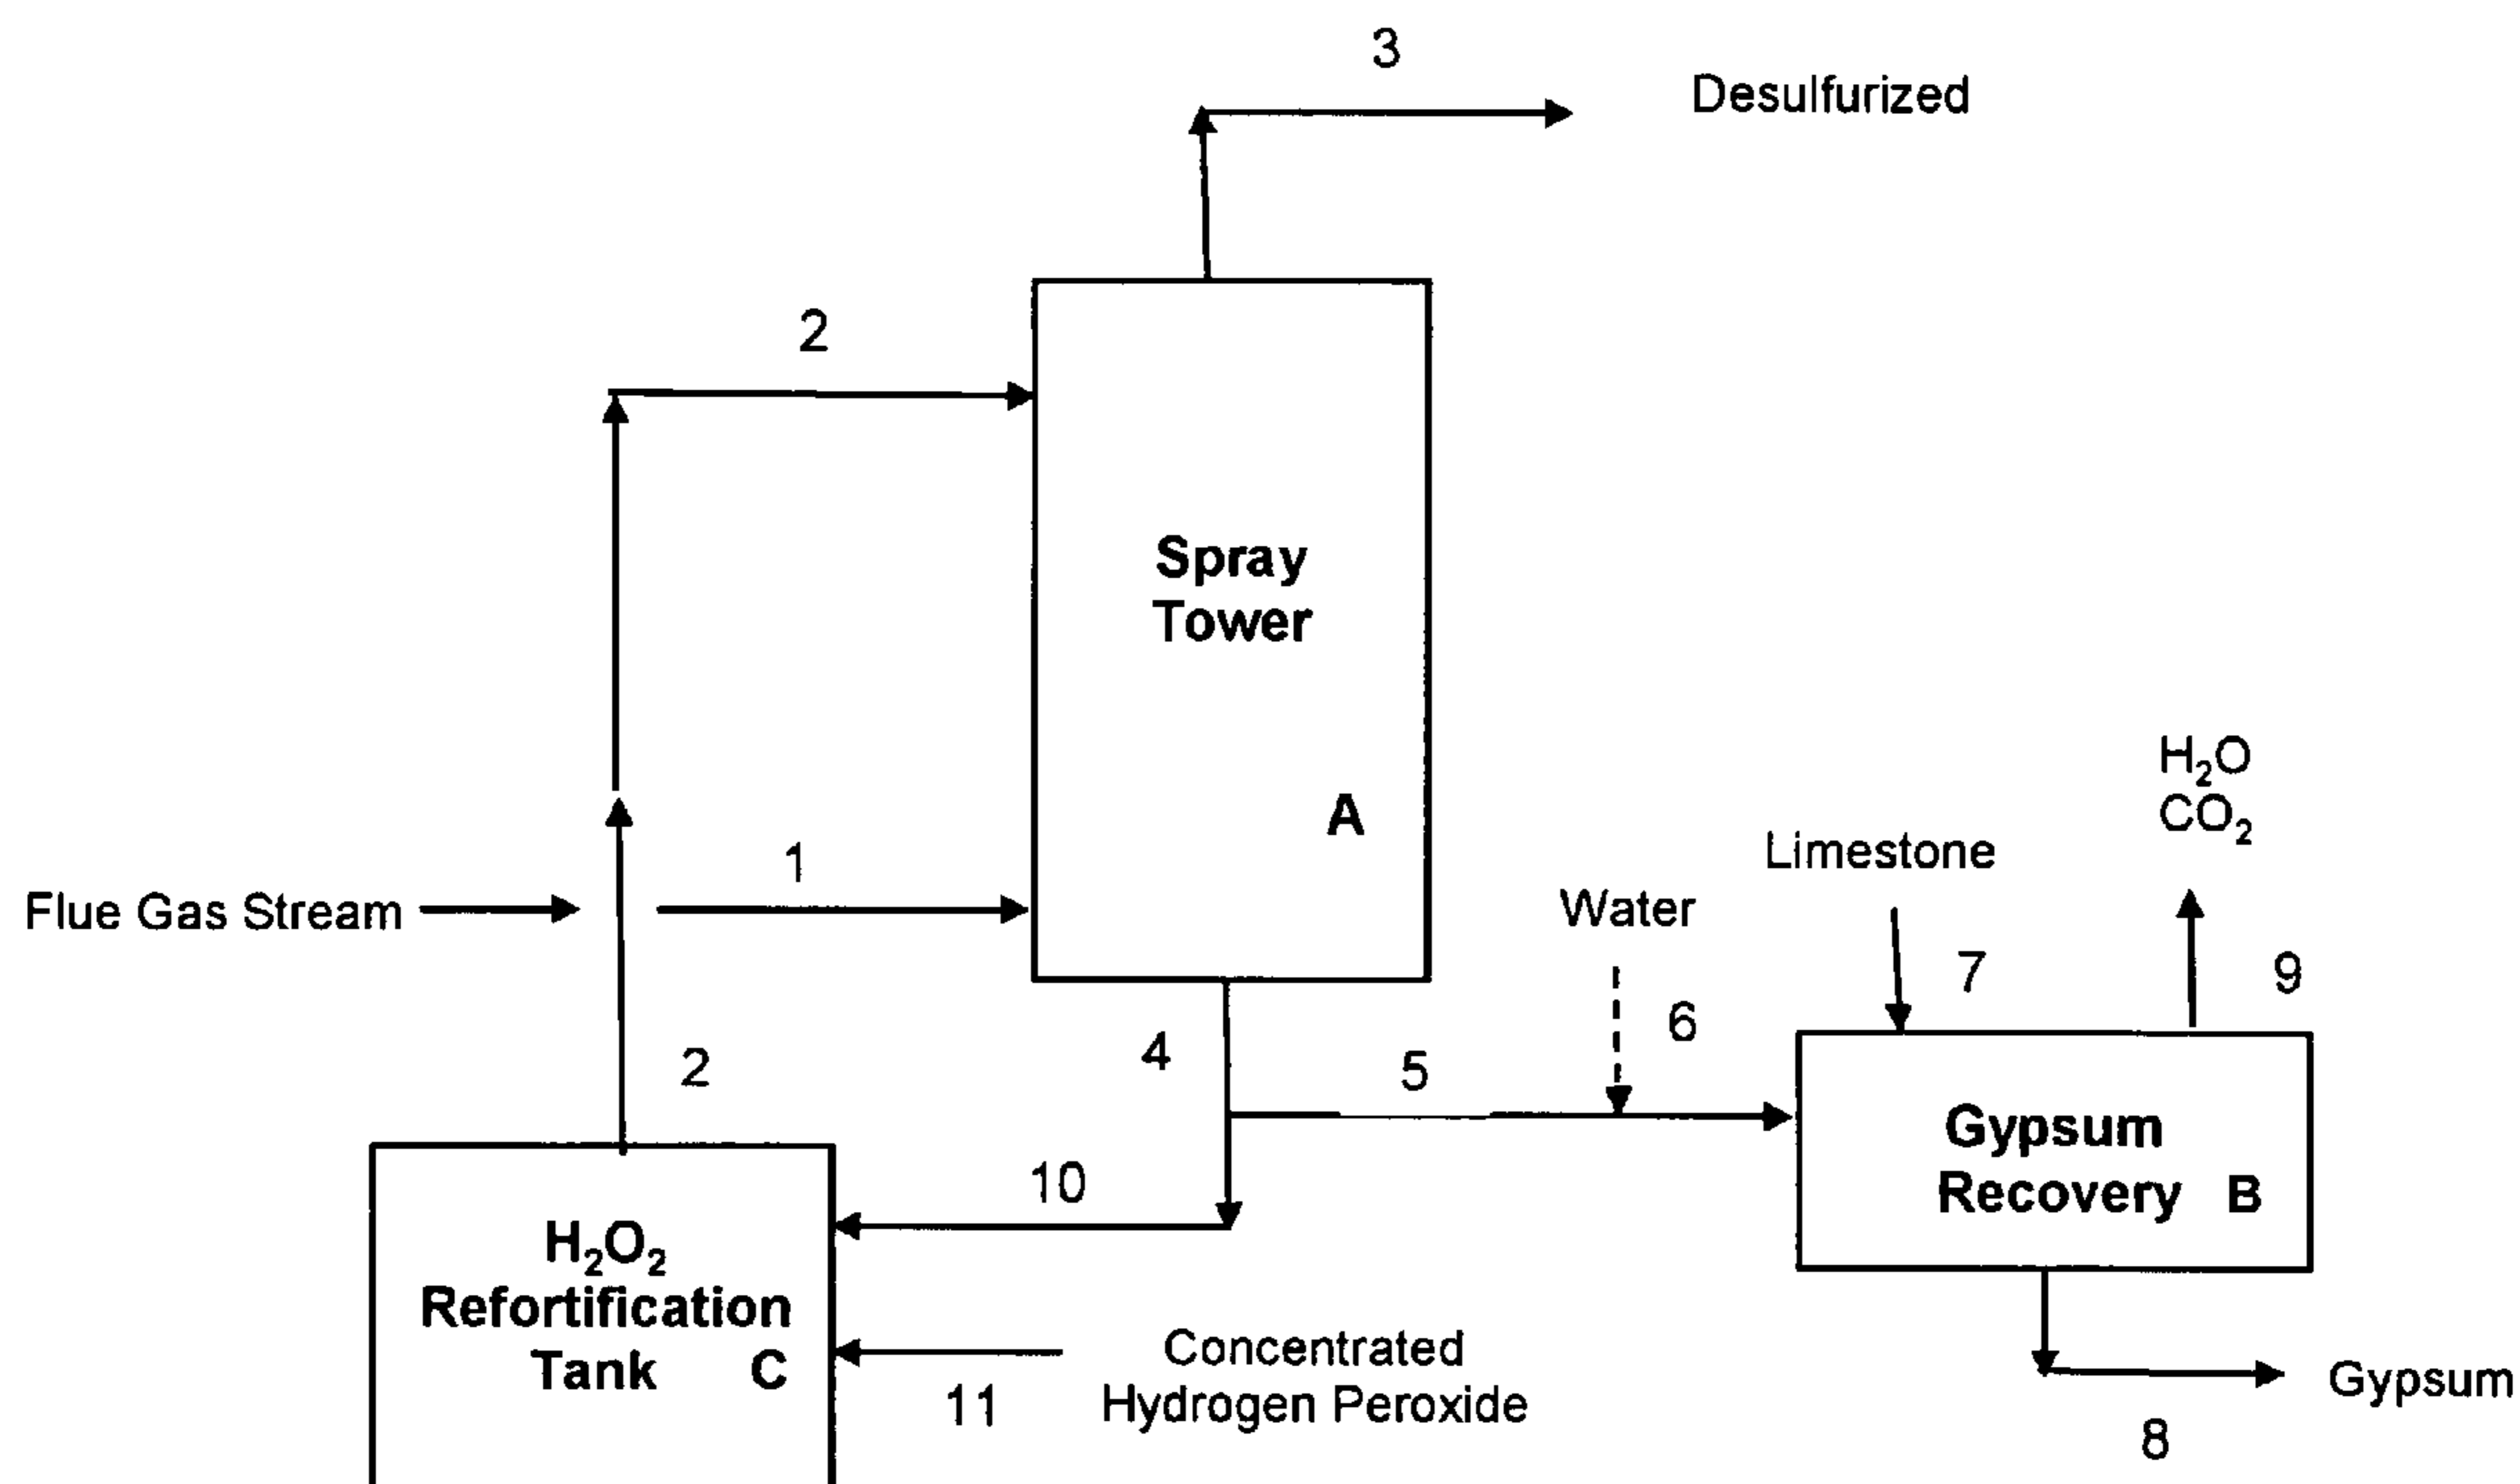 3
Desulfurized
2
Spray
Tower
A
1
Flue Gas Stream
H₂O
CO₂
Limestone
Water
7
9
6
4
5
2
Gypsum
Recovery B
10
H₂O₂
Refortification
Tank C
Concentrated
Hydrogen Peroxide
11
Gypsum
8